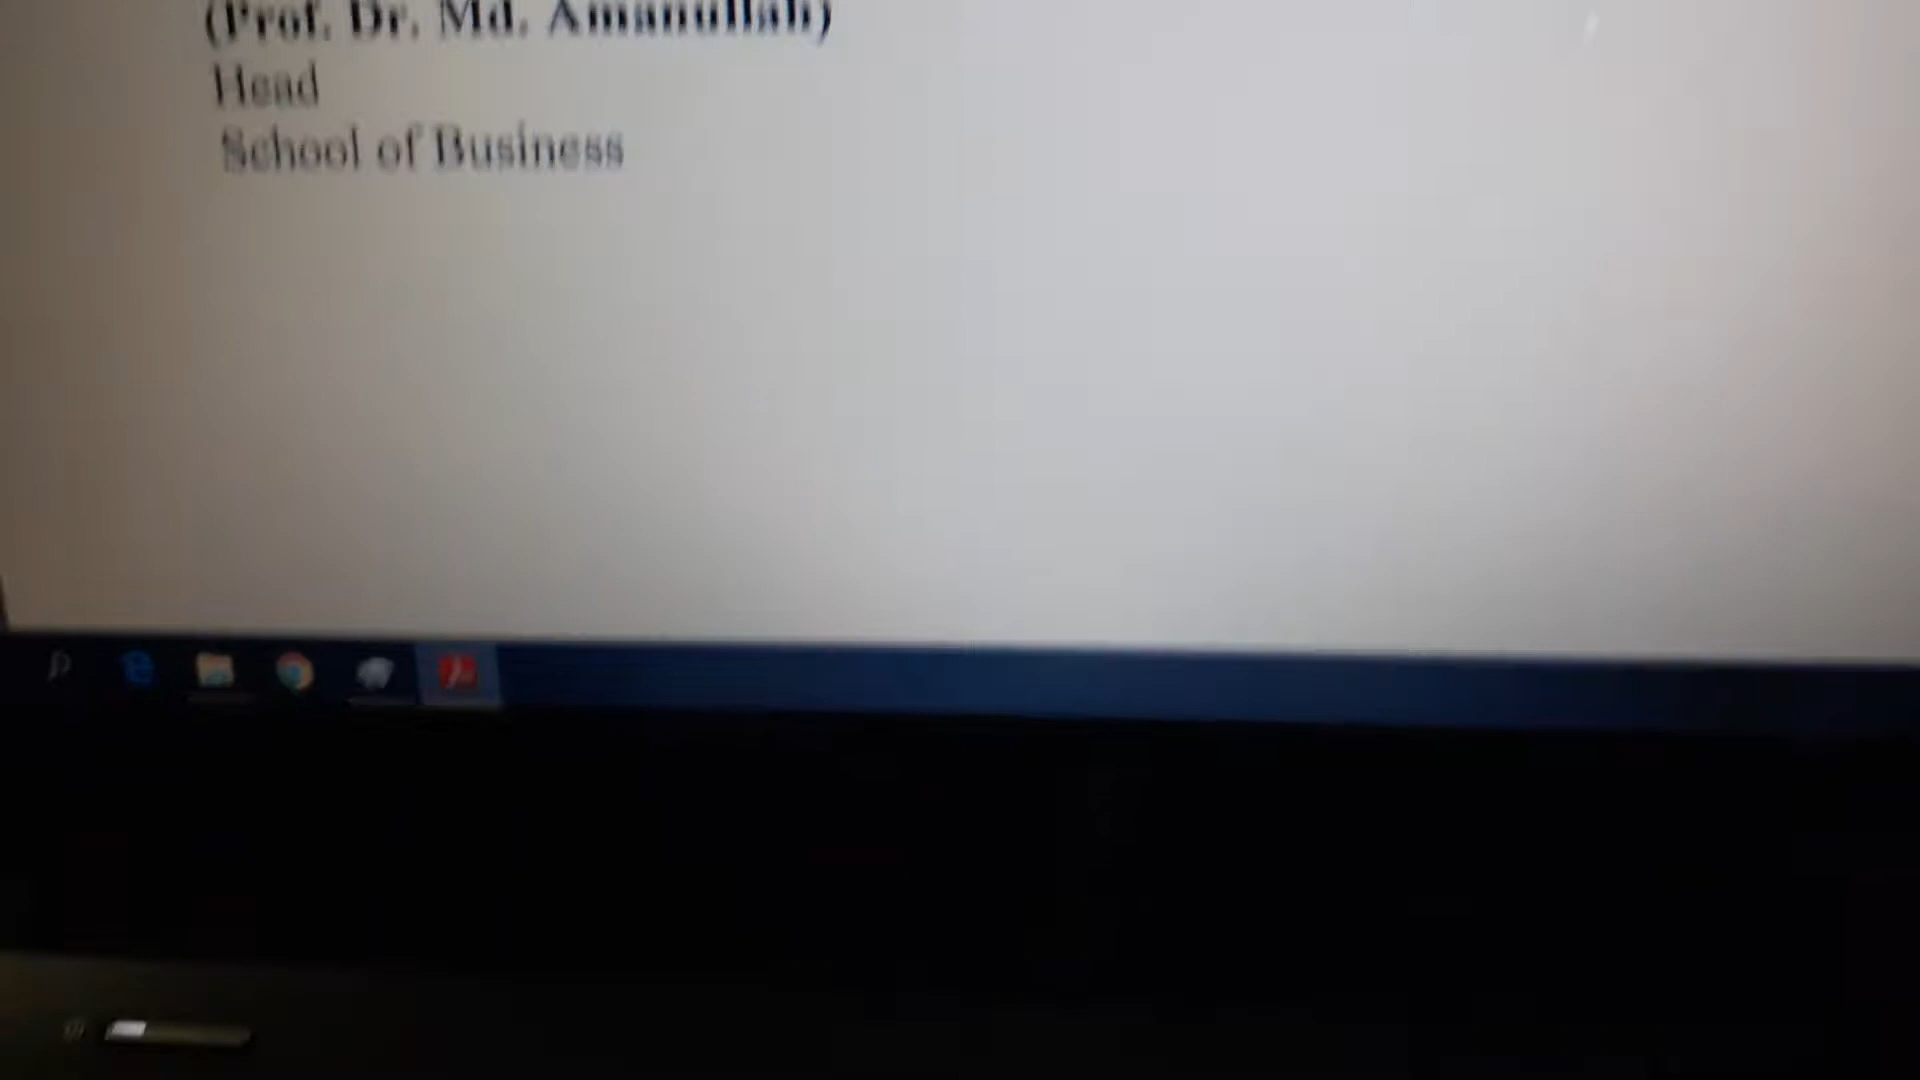 (Prof. Dr. Md. Amanullah)
Head
School of Business